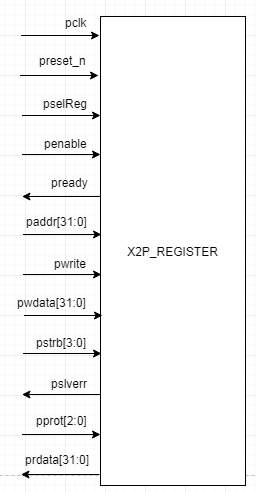 pclk
preset_n
pselReg
penable
pready
paddr[31:0]
X2P_REGISTER
pwrite
pwdata[31:0]
pstrb[3:0]
pslverr
pprot[2:0]
prdata[31:0]